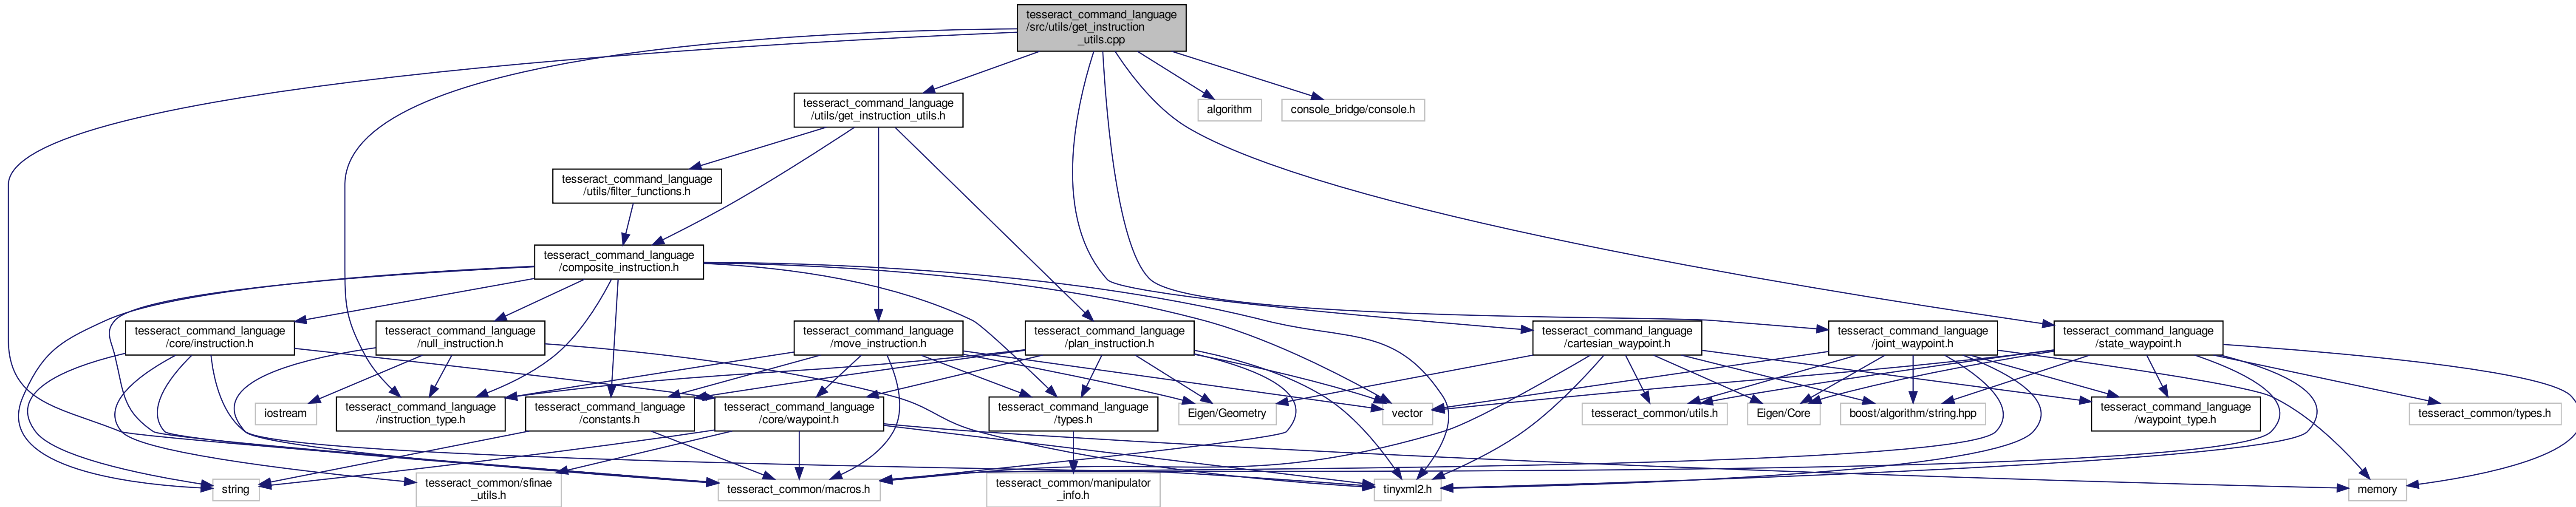 tesseract_command_language
/src/utils/get_instruction
_utils.cpp
tesseract_command_language
/utils/get_instruction_utils.h
algorithm
console_bridge/console.h
tesseract_command_language
/utils/filter_functions.h
tesseract_command_language
/composite_instruction.h
tesseract_command_language
/core/instruction.h
tesseract_command_language
/null_instruction.h
tesseract_command_language
/move_instruction.h
tesseract_command_language
/plan_instruction.h
tesseract_command_language
/cartesian_waypoint.h
tesseract_command_language
/joint_waypoint.h
tesseract_command_language
/state_waypoint.h
iostream
tesseract_command_language
/instruction_type.h
tesseract_command_language
/constants.h
tesseract_command_language
/core/waypoint.h
tesseract_command_language
/types.h
Eigen/Geometry
vector
tesseract_common/utils.h
Eigen/Core
boost/algorithm/string.hpp
tesseract_command_language
/waypoint_type.h
tesseract_common/types.h
string
tesseract_common/sfinae
_utils.h
tesseract_common/macros.h
tesseract_common/manipulator
_info.h
tinyxml2.h
memory